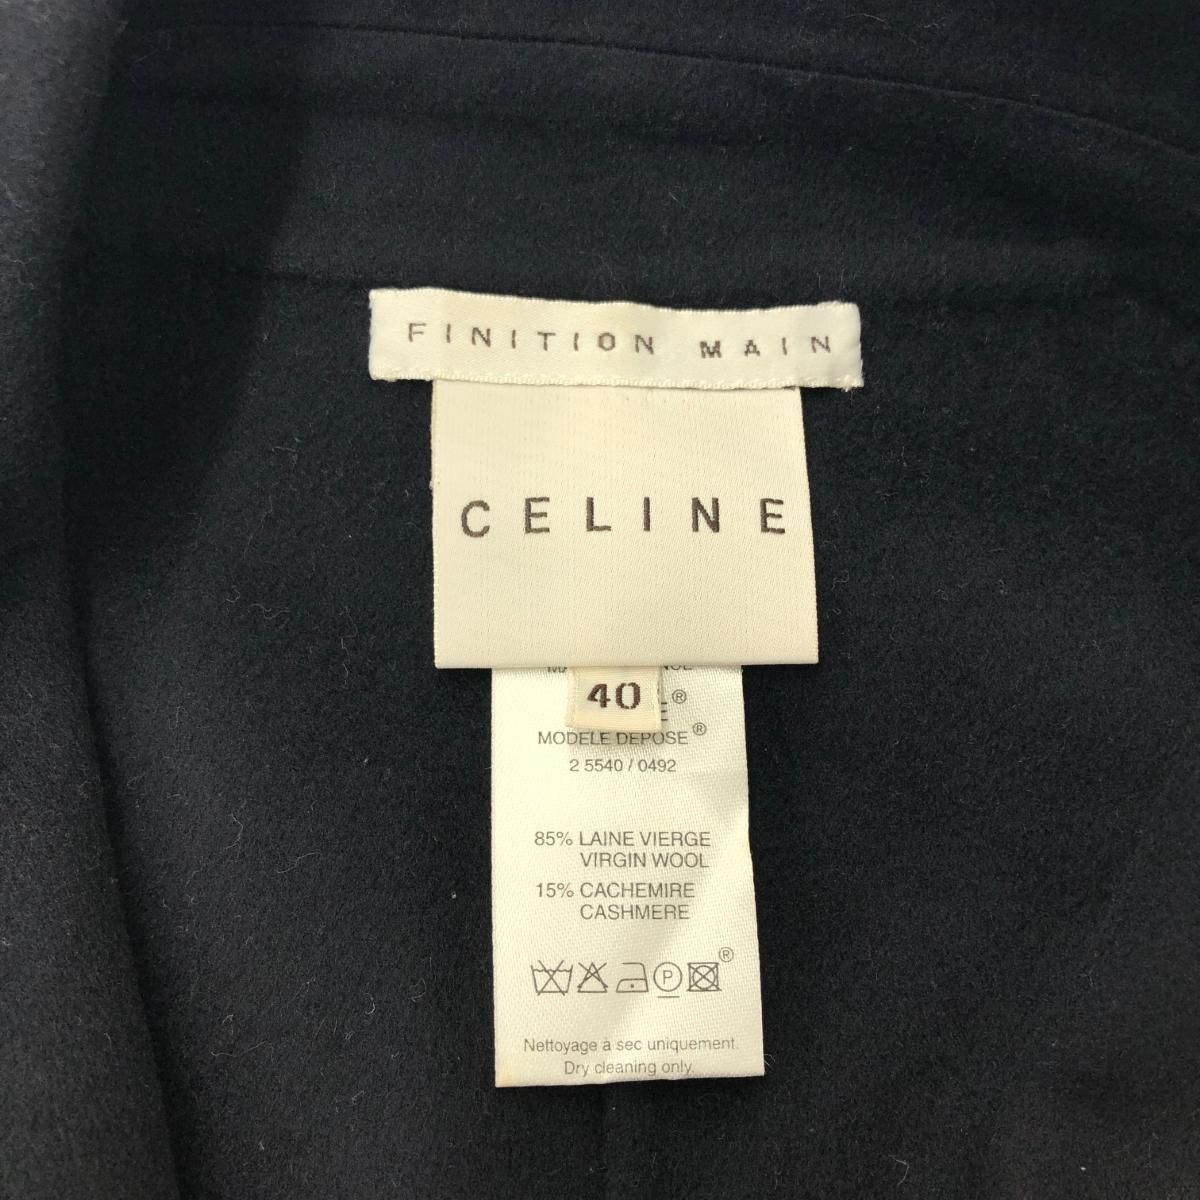 FINITION MAIN
CELINE
40
®
MODELE DEPOSE ®
2 5540 / 0492
85% LAINE VIERGE
VIRGIN WOOL
15% CACHEMIRE
CASHMERE
P ®
Nettoyage à sec uniquement.
Dry cleaning only.